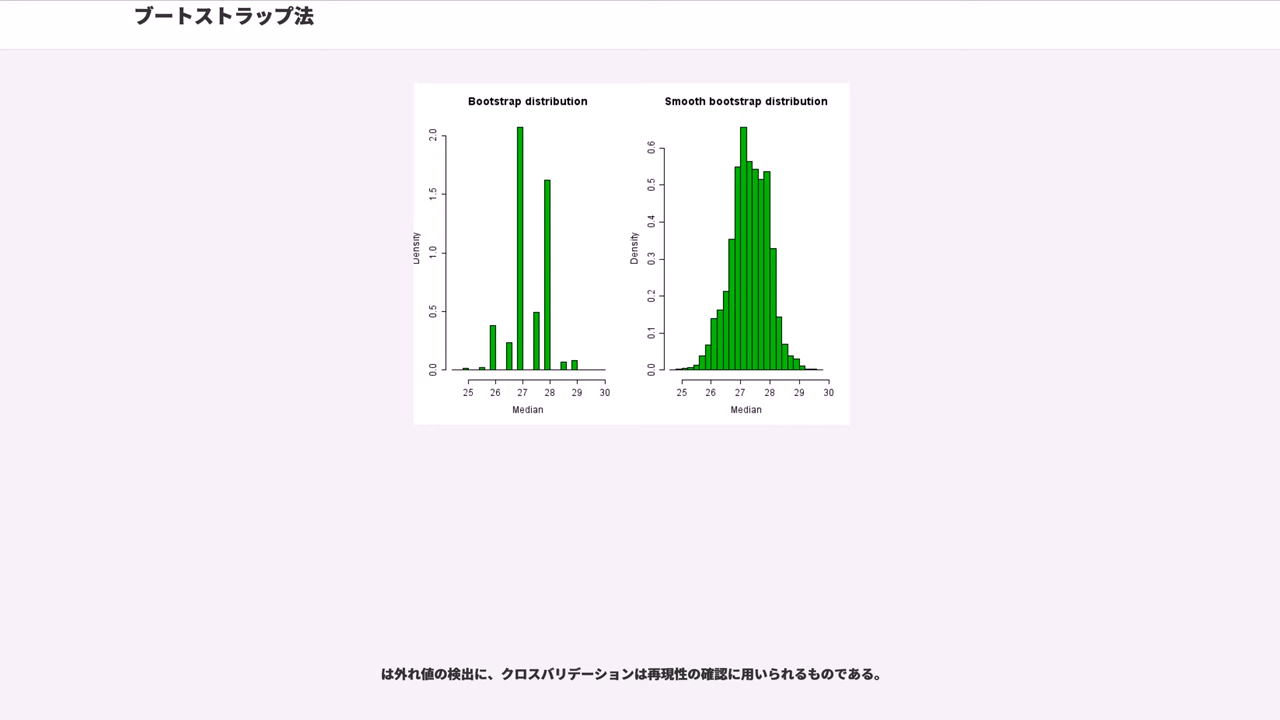 ブートストラップ法
Bootstrap distribution
Density
0.0 0.5 1.0 1.5 2.0
25 26 27 28 29 30
Median
Smooth bootstrap distribution
Density
0.0 0.1 0.2 0.3 0.4 0.5 0.6
25 26 27 28 29 30
Median
は外れ値の検出に、クロスバリデーションは再現性の確認に用いられるものである。